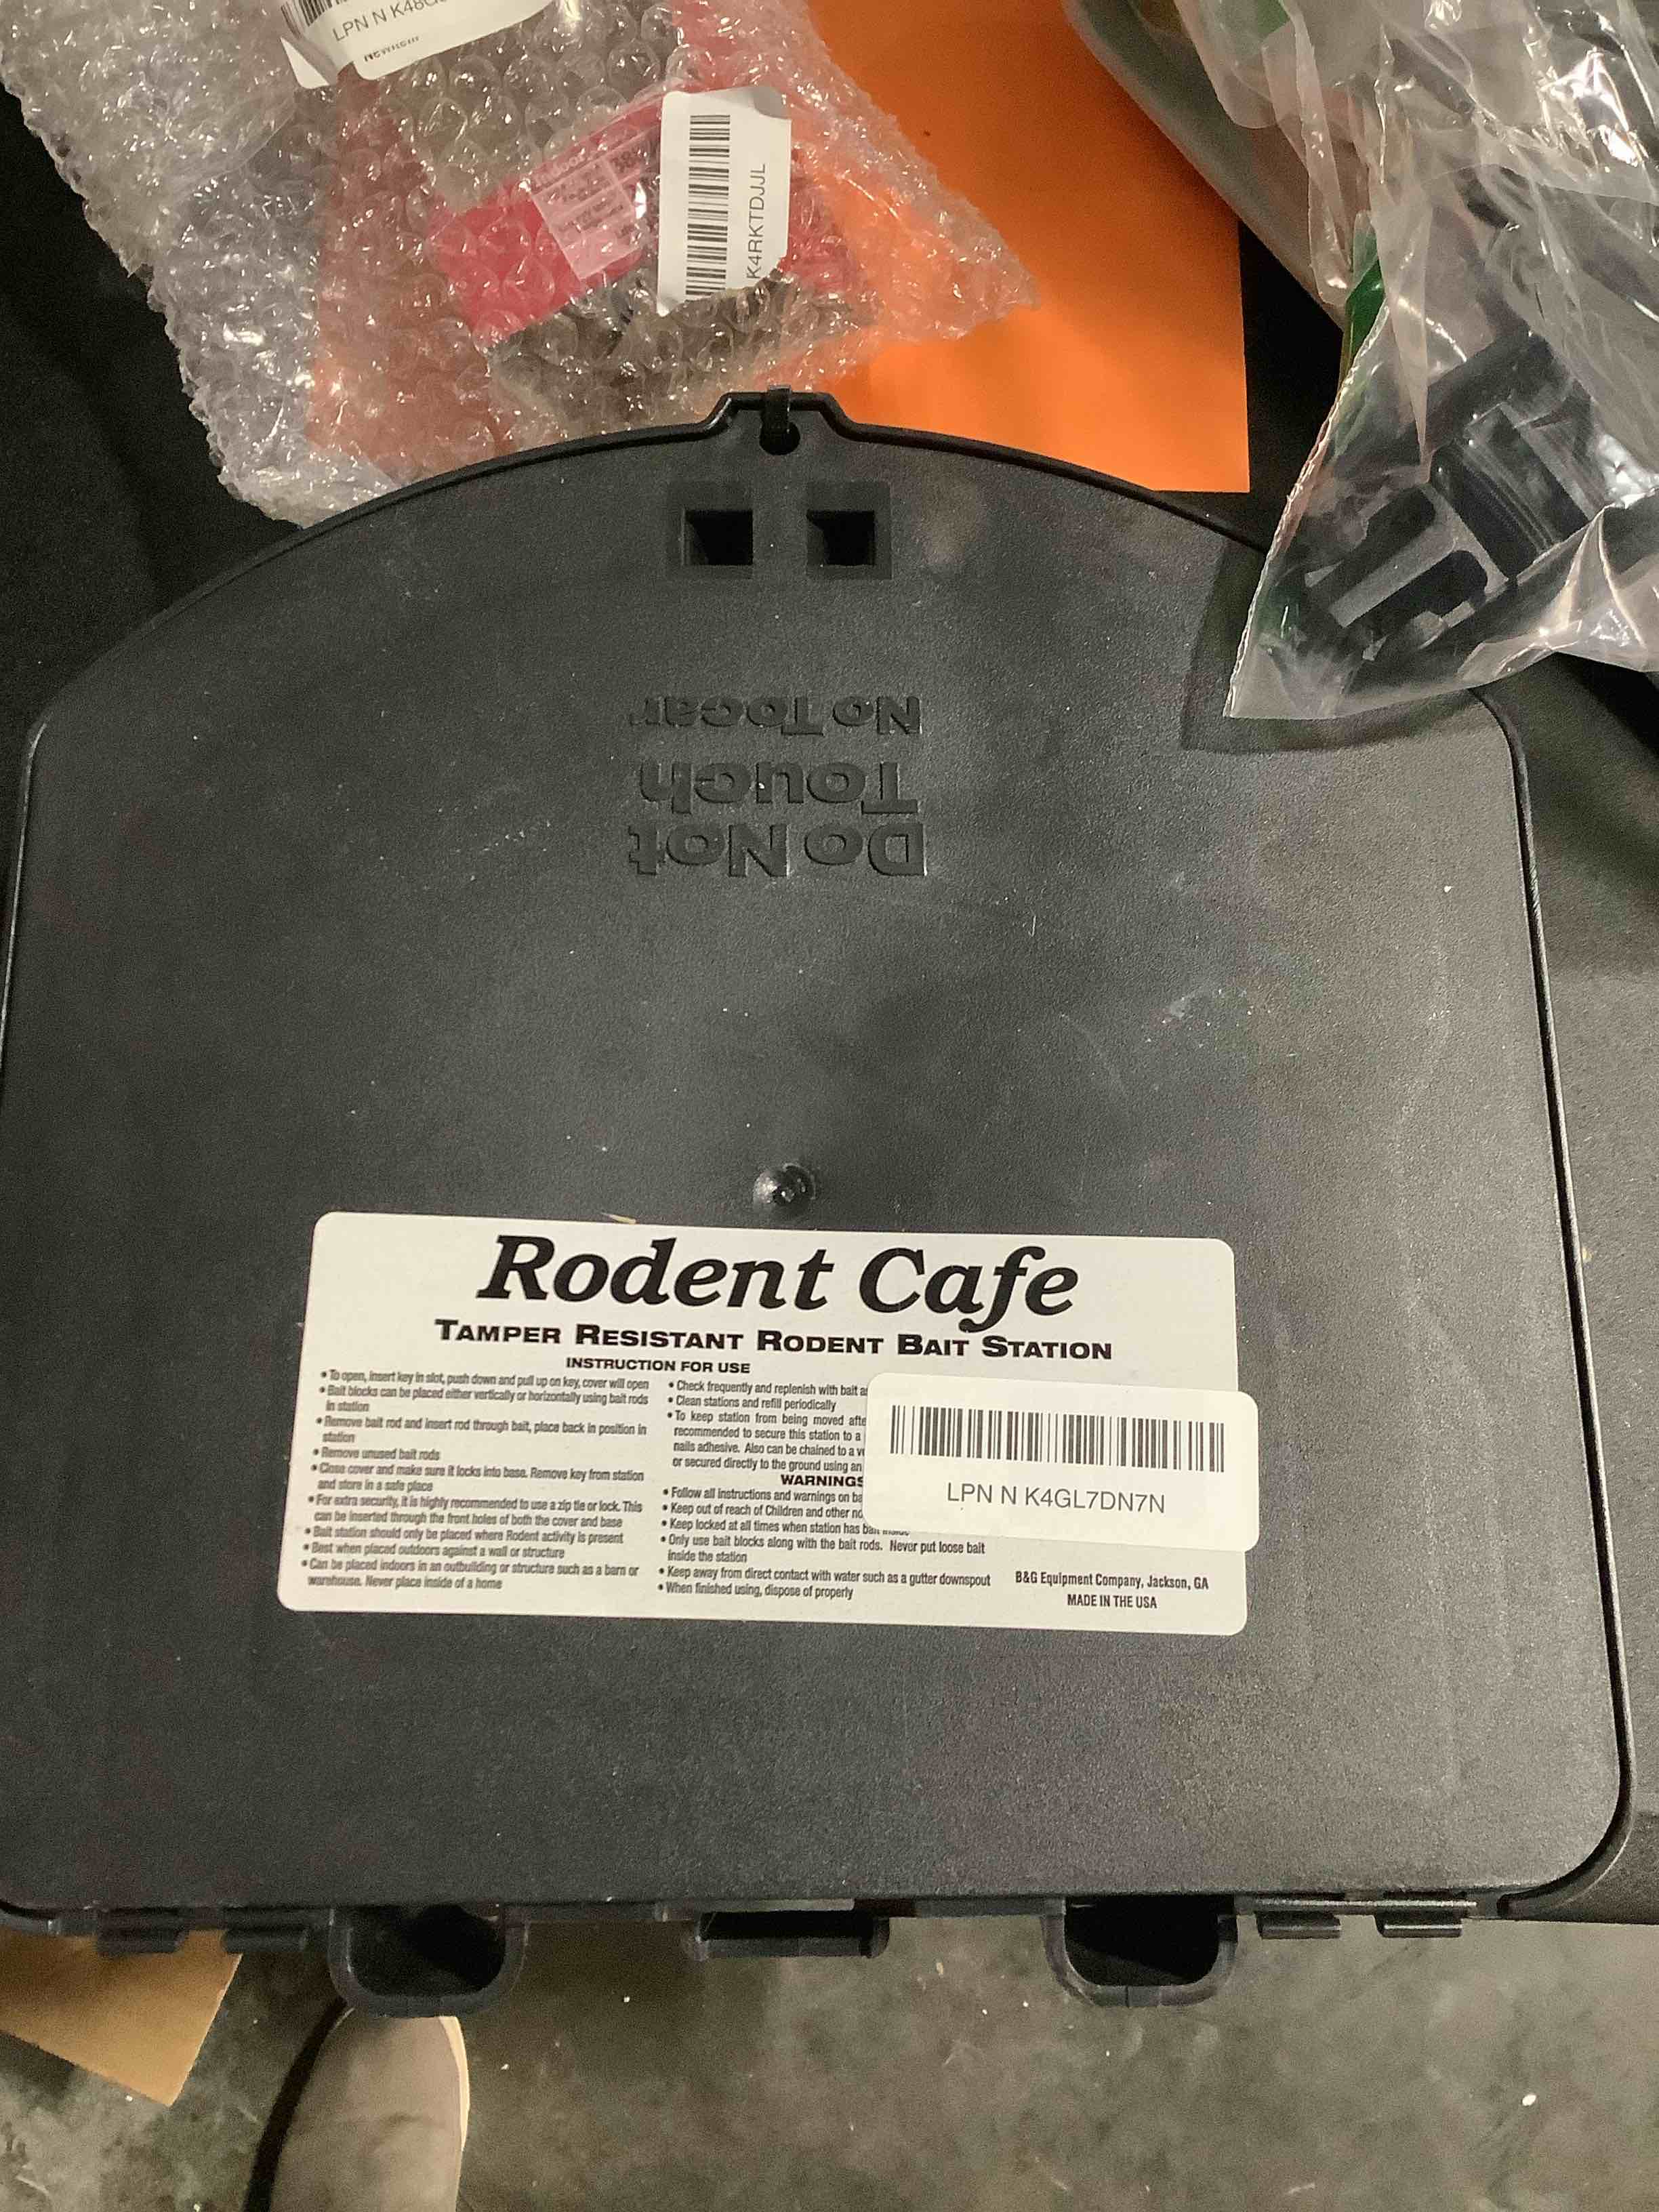 LPN N K48G
K4RKTDJJL
Do Not
Touch
No Tocar
Rodent Cafe
TAMPER RESISTANT RODENT BAIT STATION
INSTRUCTION FOR USE
• To open, insert key in slot, push down and pull up on key, cover will open
• Bait blocks can be placed either vertically or horizontally using bait rods
in station
• Remove bait rod and insert rod through bait, place back in position in
station
• Remove unused bait rods
• Close cover and make sure it locks into base. Remove key from station
and store in a safe place
• For extra security, it is highly recommended to use a zip tie or lock. This
can be inserted through the front holes of both the cover and base
• Bait station should only be placed where Rodent activity is present
• Best when placed outdoors against a wall or structure
• Can be placed indoors in an outbuilding or structure such as a barn or
warehouse. Never place inside of a home
• Check frequently and replenish with bait a
• Clean stations and refill periodically
• To keep station from being moved afte
recommended to secure this station to a
nails adhesive. Also can be chained to a
or secured directly to the ground using an
WARNINGS
• Follow all instructions and warnings on ba
• Keep out of reach of Children and other no
• Keep locked at all times when station has bait inside
• Only use bait blocks along with the bait rods. Never put loose bait
inside the station
• Keep away from direct contact with water such as a gutter downspout
• When finished using, dispose of properly
LPN N K4GL7DN7N
B&G Equipment Company, Jackson, GA
MADE IN THE USA